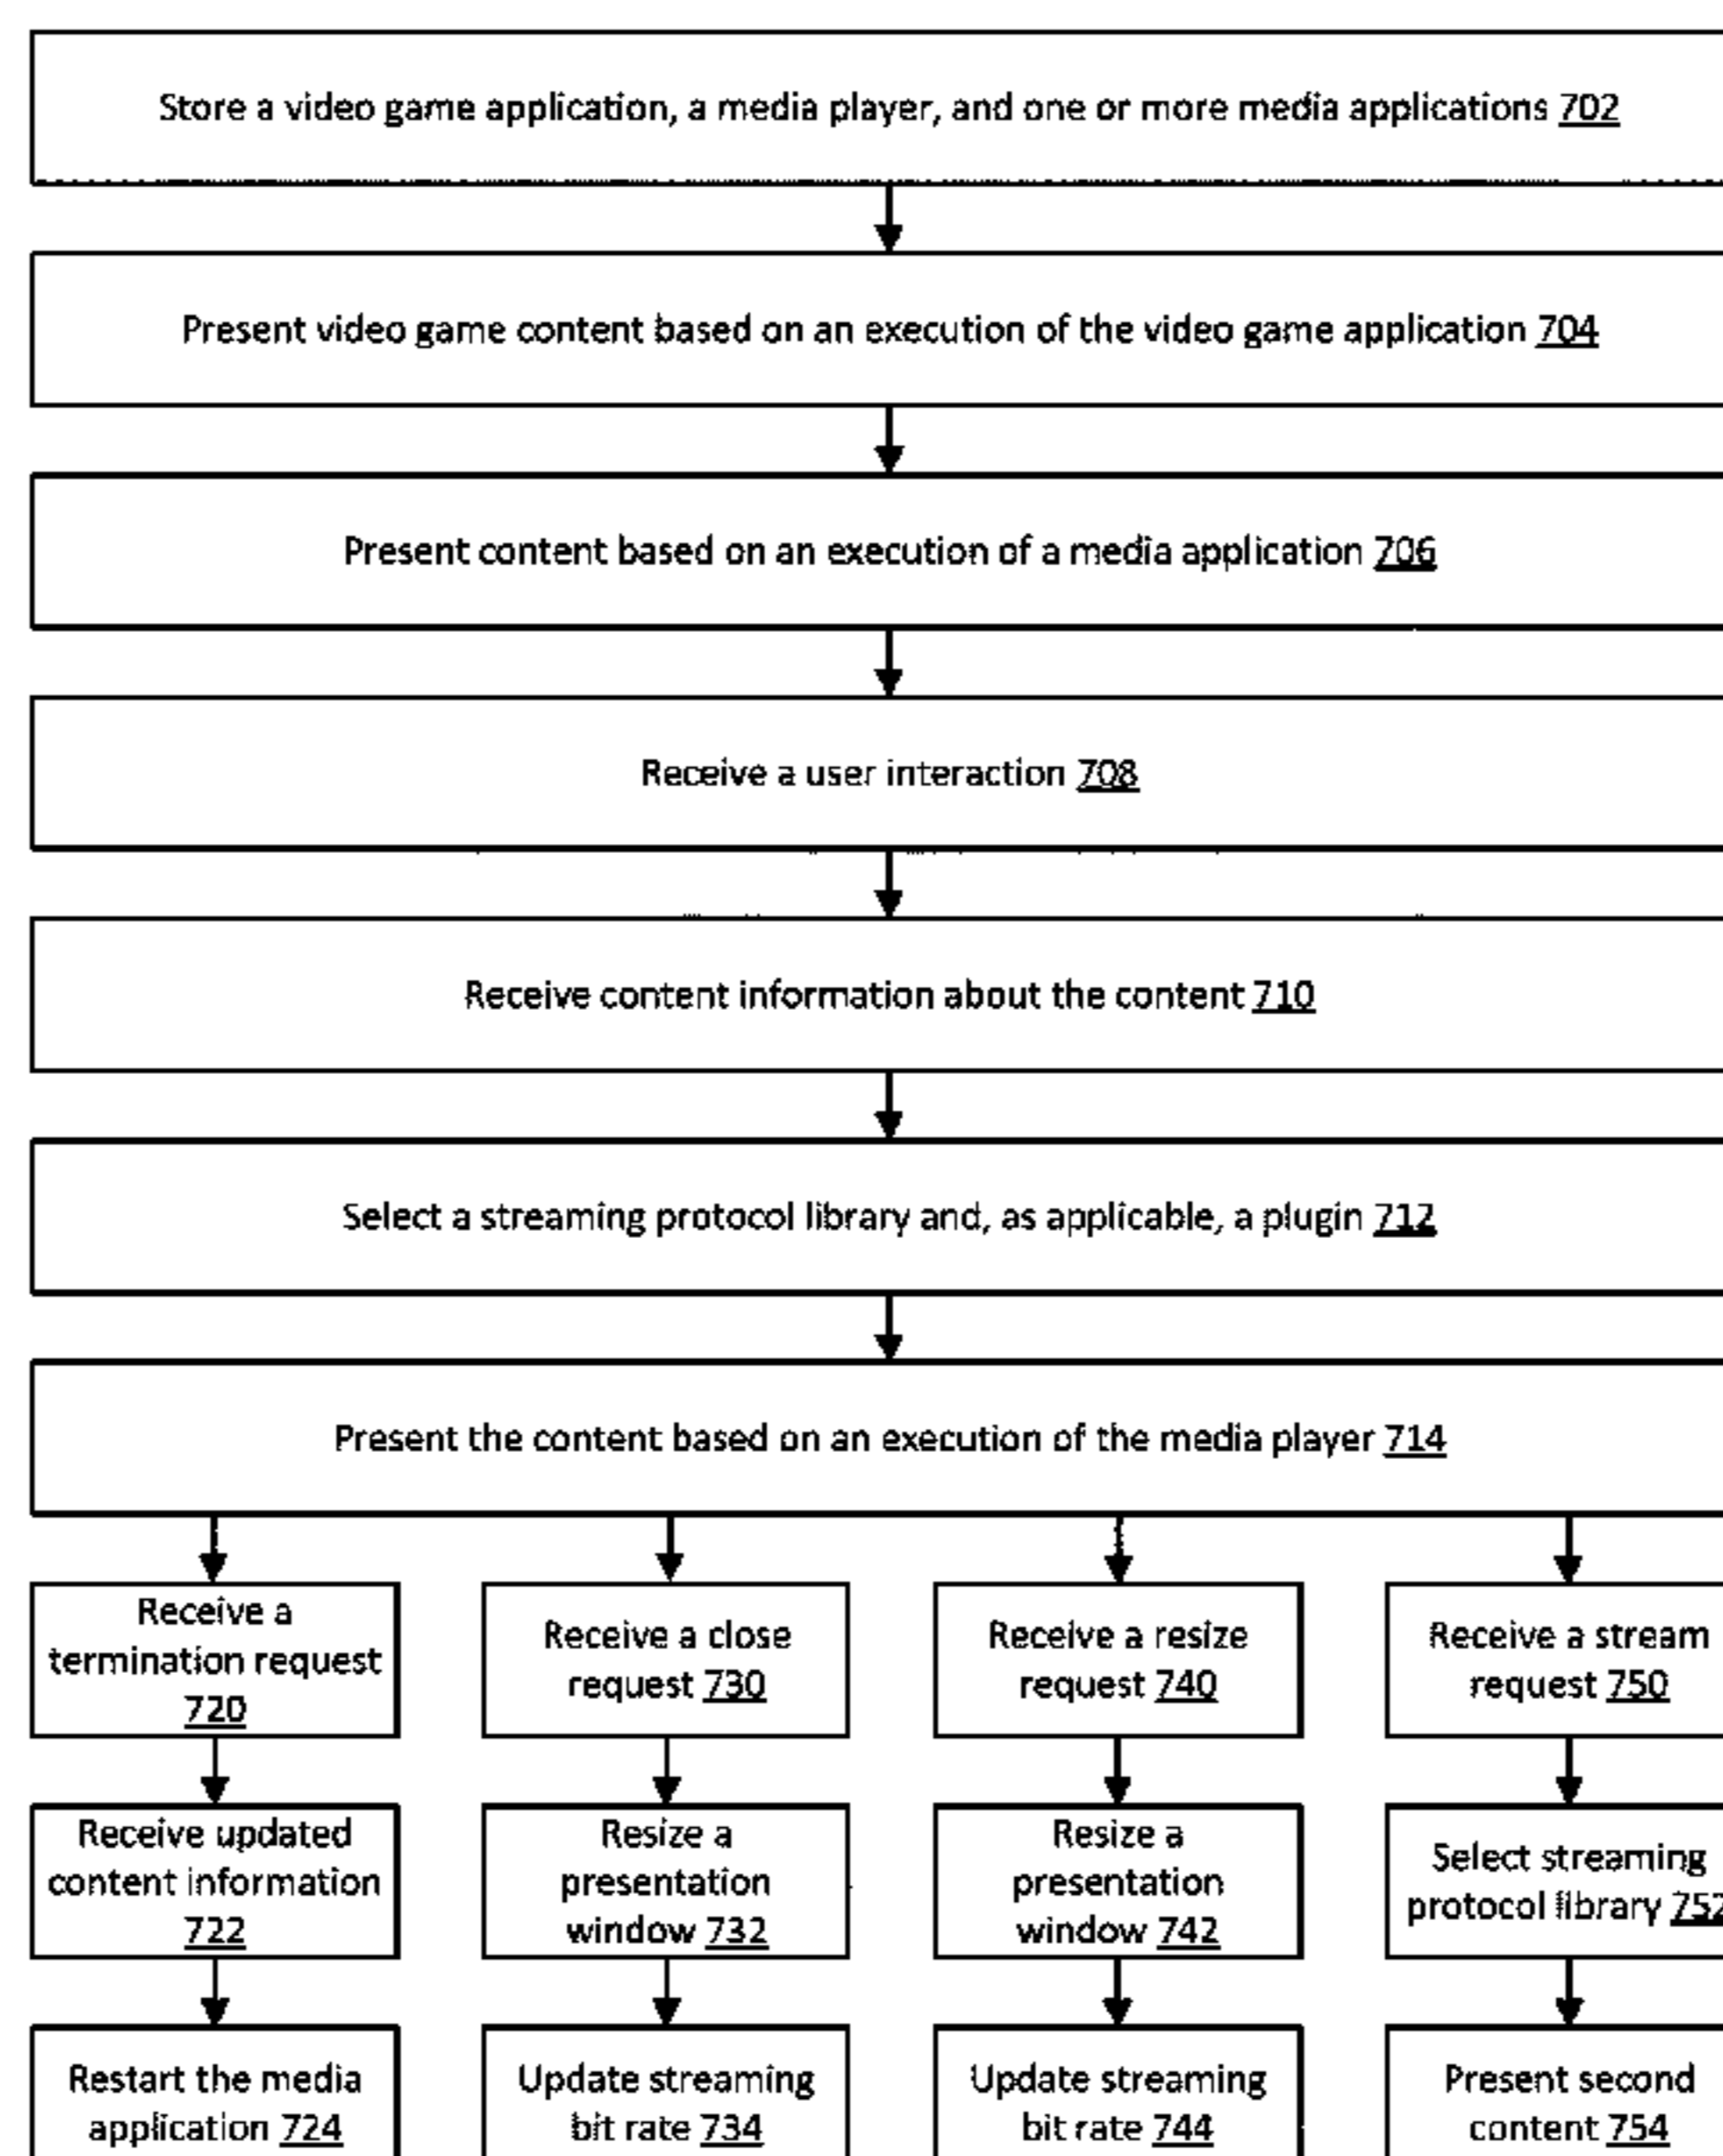 Store a video game application, a media player, and one or more media applications 702
Present video game content based on an execution of the video game application 704
Present content based on an execution of a media application 706
Receive a user interaction 708
Receive content information about the content 710
Select a streaming protocol library and, as applicable, a plugin 712
Present the content based on an execution of the media player 714
Receive a
termination request
720
Receive a close
request 730
Receive a resize
request 740
Receive a stream
request 750
Receive updated
content information
722
Resize a
presentation
window 732
Resize a
presentation
window 742
Select streaming
protocol library 752
Restart the media
application 724
Update streaming
bit rate 734
Update streaming
bit rate 744
Present second
content 754